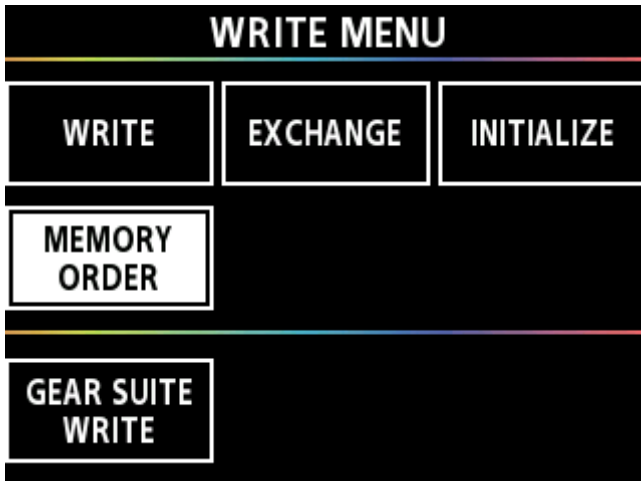 WRITE MENU
WRITE
EXCHANGE
INITIALIZE
MEMORY
ORDER
GEAR SUITE
WRITE